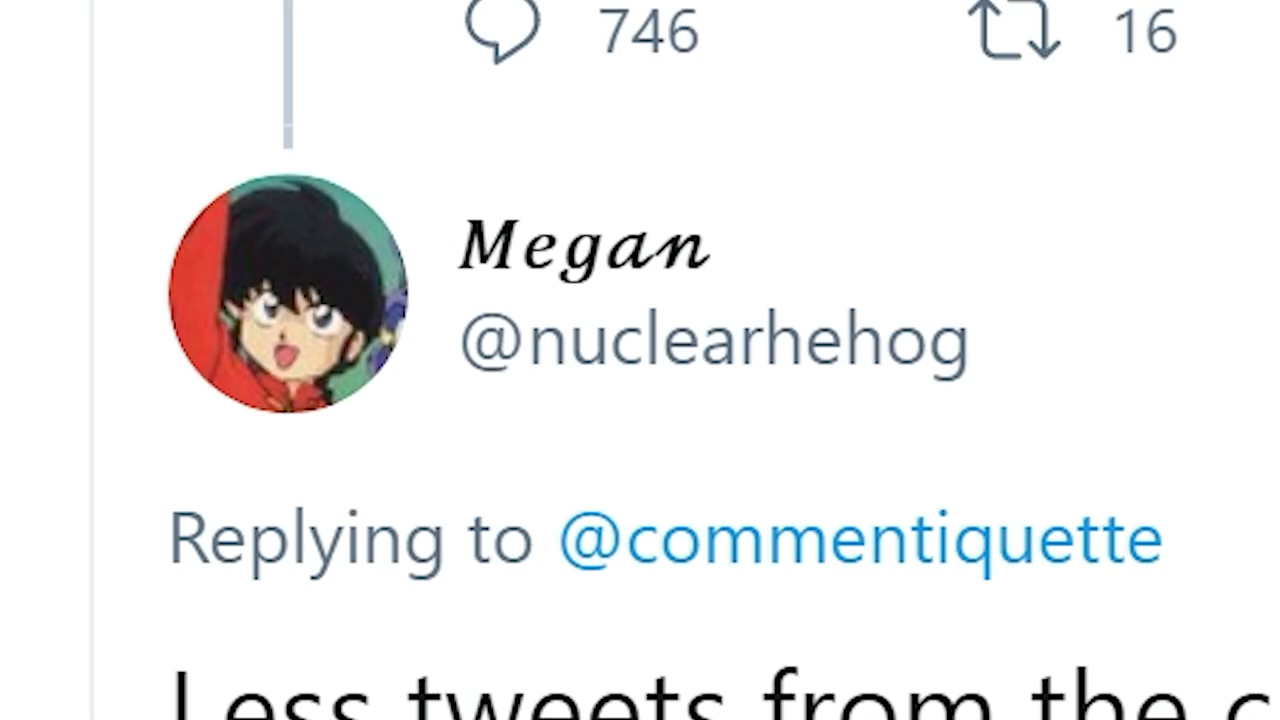 746 16
Megan
@nuclearhehog
Replying to @commentiquette
Less tweets from the